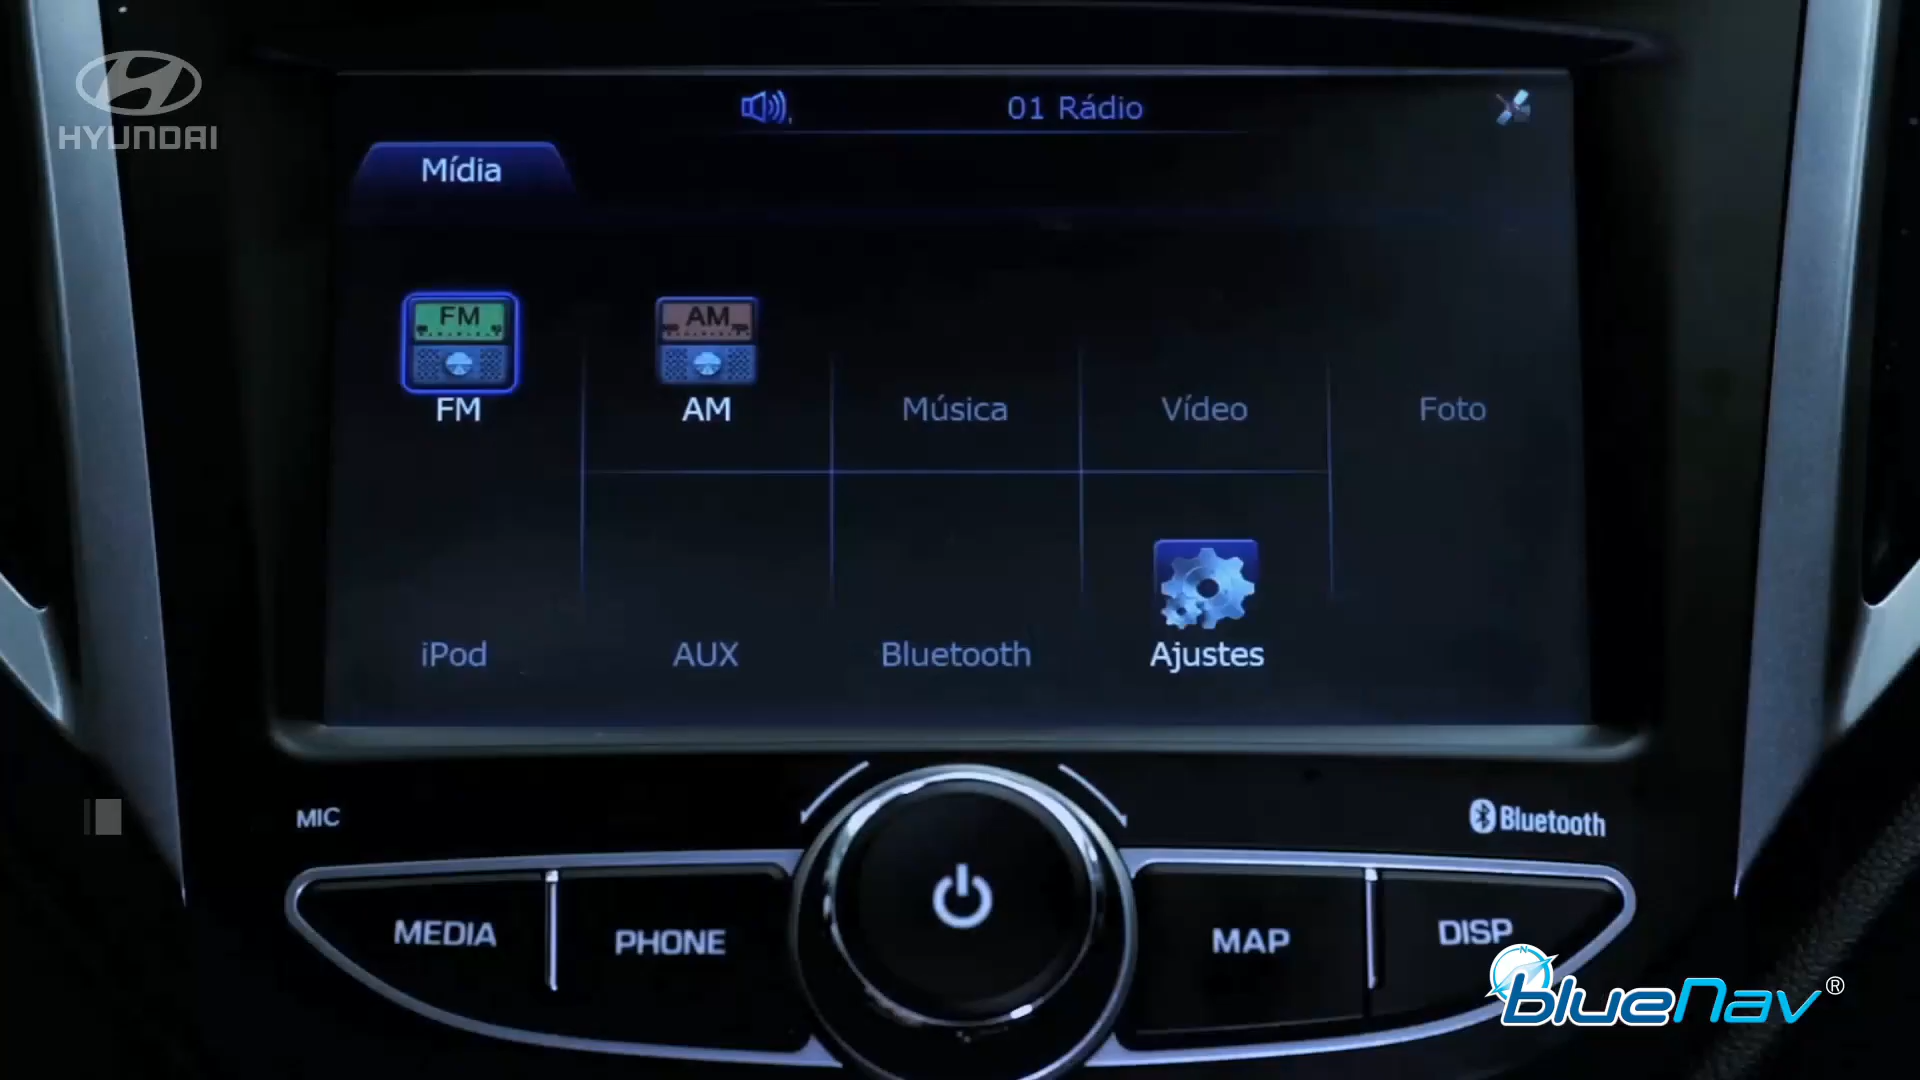 HYUNDAI
01 Rádio
Mídia
FM
AM
FM
AM
Música
Vídeo
Foto
iPod
AUX
Bluetooth
Ajustes
MIC
Bluetooth
MEDIA
PHONE
MAP
DISP
N
blueNav®